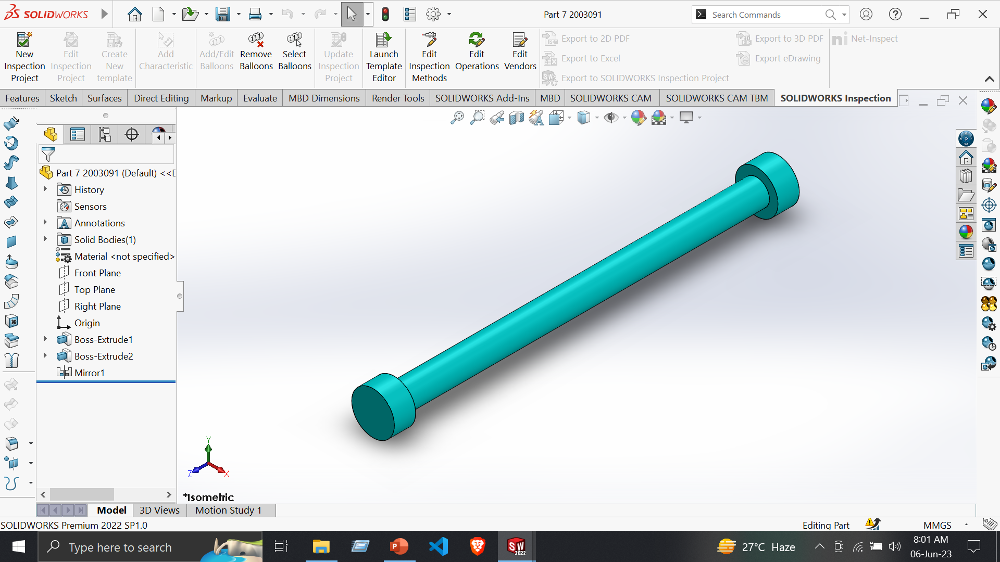 SOLIDWORKS
Part 7 2003091
Search Commands
New Inspection Project
Edit Inspection Project
Create New template
Add Characteristic
Add/Edit Balloons
Remove Balloons
Select Balloons
Update Inspection Project
Launch Template Editor
Edit Inspection Methods
Edit Operations
Edit Vendors
Export to 2D PDF
Export to Excel
Export to SOLIDWORKS Inspection Project
Export to 3D PDF
Export eDrawing
Net-Inspect
Features
Sketch
Surfaces
Direct Editing
Markup
Evaluate
MBD Dimensions
Render Tools
SOLIDWORKS Add-Ins
MBD
SOLIDWORKS CAM
SOLIDWORKS CAM TBM
SOLIDWORKS Inspection
Part 7 2003091 (Default) <<D
History
Sensors
Annotations
Solid Bodies(1)
Material <not specified>
Front Plane
Top Plane
Right Plane
Origin
Boss-Extrude1
Boss-Extrude2
Mirror1
Y
Z
X
*Isometric
Model
3D Views
Motion Study 1
SOLIDWORKS Premium 2022 SP1.0
Editing Part
MMGS
Type here to search
27°C Haze
8:01 AM
06-Jun-23